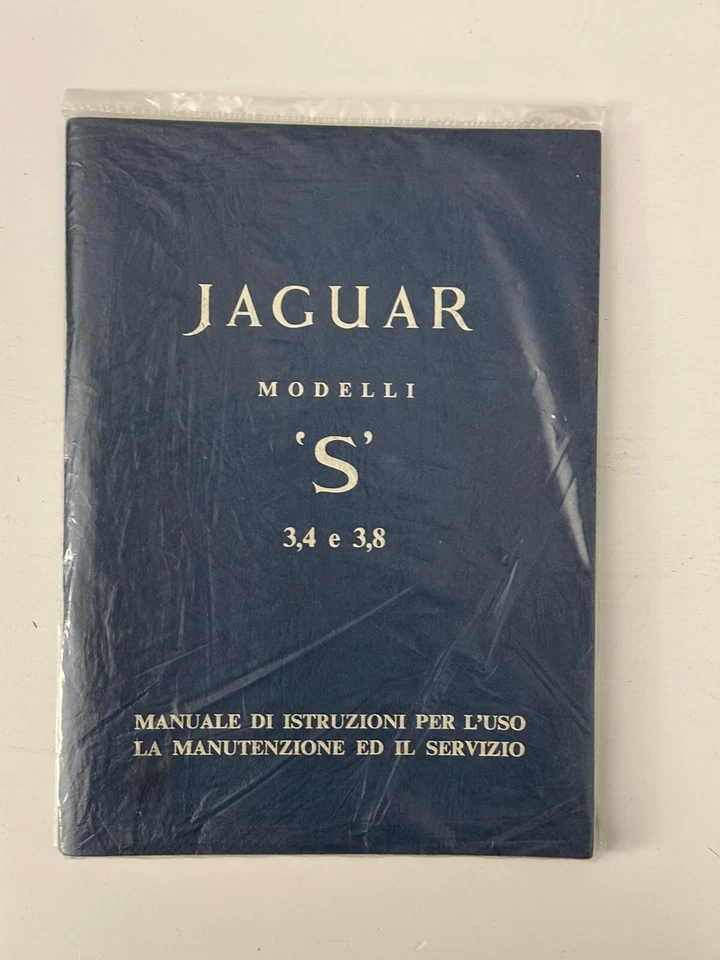 JAGUAR
MODELLI
‘S’
3,4 e 3,8
MANUALE DI ISTRUZIONI PER L’USO
LA MANUTENZIONE ED IL SERVIZIO